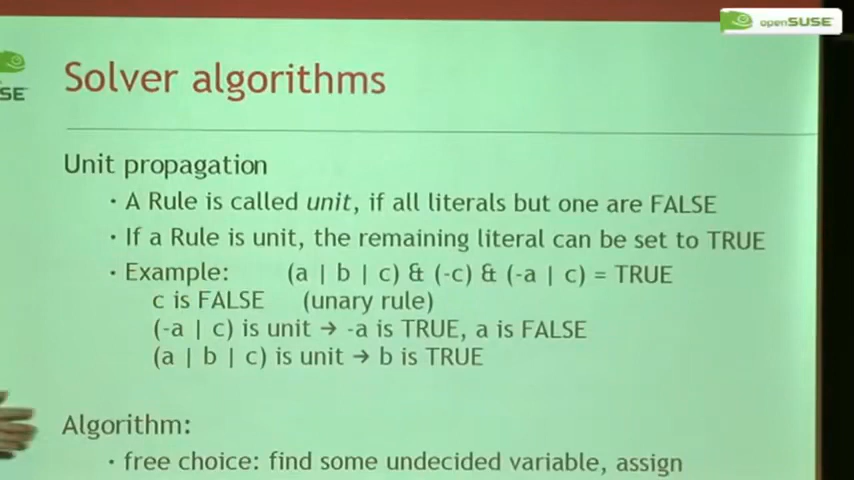 openSUSE
SE
Solver algorithms
Unit propagation
· A Rule is called unit, if all literals but one are FALSE
· If a Rule is unit, the remaining literal can be set to TRUE
· Example: (a | b | c) & (-c) & (-a | c) = TRUE
c is FALSE (unary rule)
(-a | c) is unit → -a is TRUE, a is FALSE
(a | b | c) is unit → b is TRUE
Algorithm:
· free choice: find some undecided variable, assign